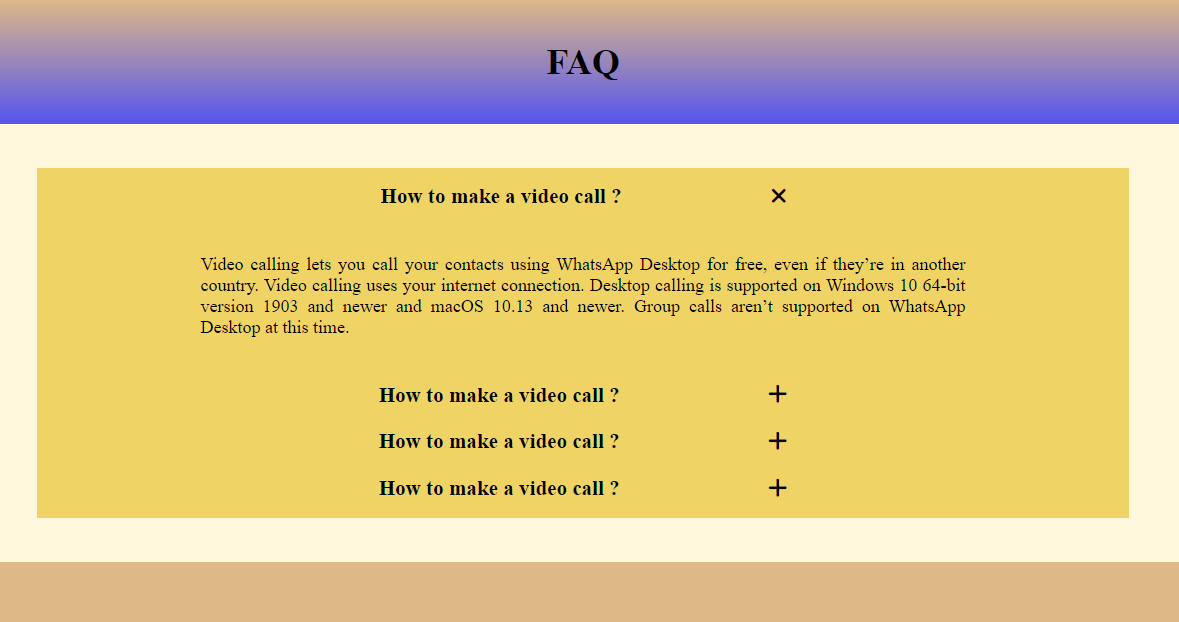 FAQ
How to make a video call ?
Video calling lets you call your contacts using WhatsApp Desktop for free, even if they’re in another
country. Video calling uses your internet connection. Desktop calling is supported on Windows 10 64-bit
version 1903 and newer and macOS 10.13 and newer. Group calls aren’t supported on WhatsApp
Desktop at this time.
How to make a video call ?
How to make a video call ?
How to make a video call ?